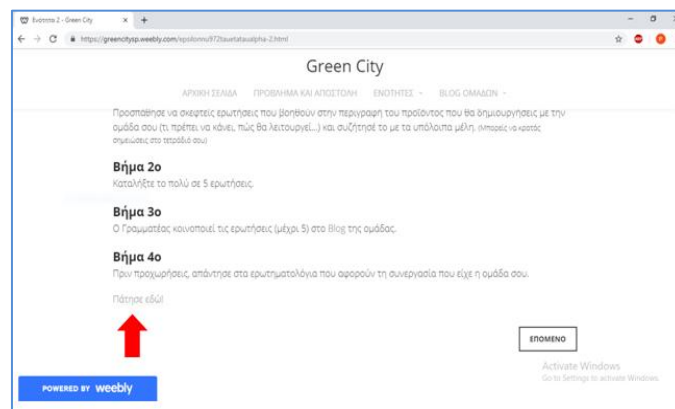 Ενότητα 2 - Green City
https://greencitysp.weebly.com/epsilonnu972tauetataualpha-2.html
Green City
ΑΡΧΙΚΗ ΣΕΛΙΔΑ ΠΡΟΒΛΗΜΑ ΚΑΙ ΑΠΟΣΤΟΛΗ ΕΝΟΤΗΤΕΣ BLOG ΟΜΑΔΩΝ
Προσπάθησε να σκεφτείς ερωτήσεις που βοηθούν στην περιγραφή του προϊόντος που θα δημιουργήσεις με την
ομάδα σου (τι πρέπει να κάνει, πώς θα λειτουργεί...) και συζήτησέ το με τα υπόλοιπα μέλη. (Μπορείς να κρατάς
σημειώσεις στο τετράδιό σου)
Βήμα 2ο
Καταλήξτε το πολύ σε 5 ερωτήσεις.
Βήμα 3ο
Ο Γραμματέας κοινοποιεί τις ερωτήσεις (μέχρι 5) στο Blog της ομάδας.
Βήμα 4ο
Πριν προχωρήσεις, απάντησε στα ερωτηματολόγια που αφορούν τη συνεργασία που είχε η ομάδα σου.
Πάτησε εδώ!
ΕΠΟΜΕΝΟ
Activate Windows
Go to Settings to activate Windows.
POWERED BY weebly